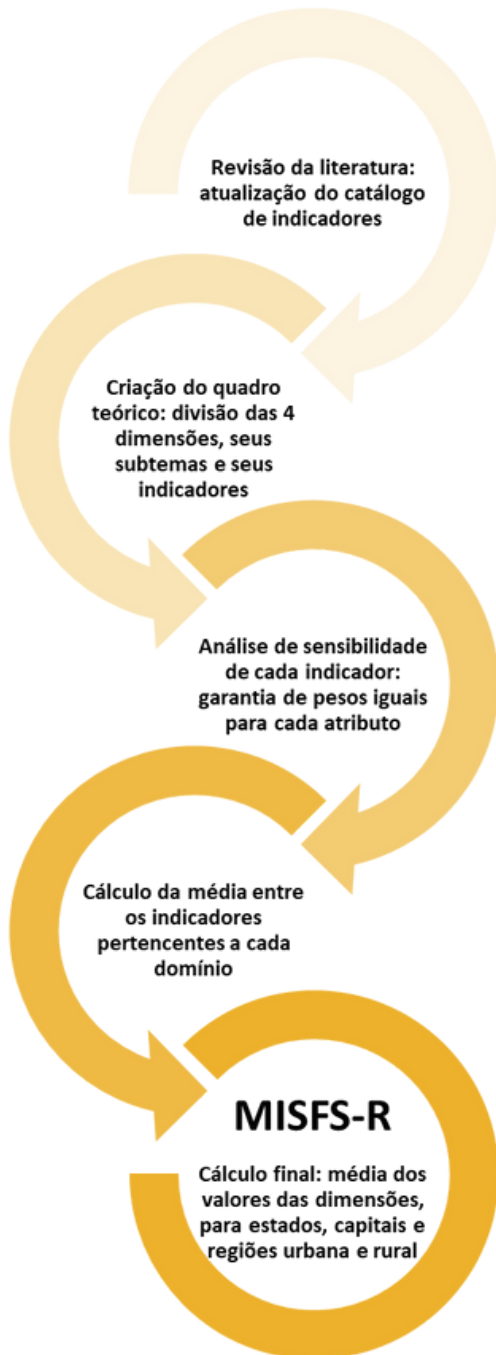 Revisão da literatura:
atualização do catálogo
de indicadores
Criação do quadro
teórico: divisão das 4
dimensões, seus
subtemas e seus
indicadores
Análise de sensibilidade
de cada indicador:
garantia de pesos iguais
para cada atributo
Cálculo da média entre
os indicadores
pertencentes a cada
domínio
MISFS-R
Cálculo final: média dos
valores das dimensões,
para estados, capitais e
regiões urbana e rural